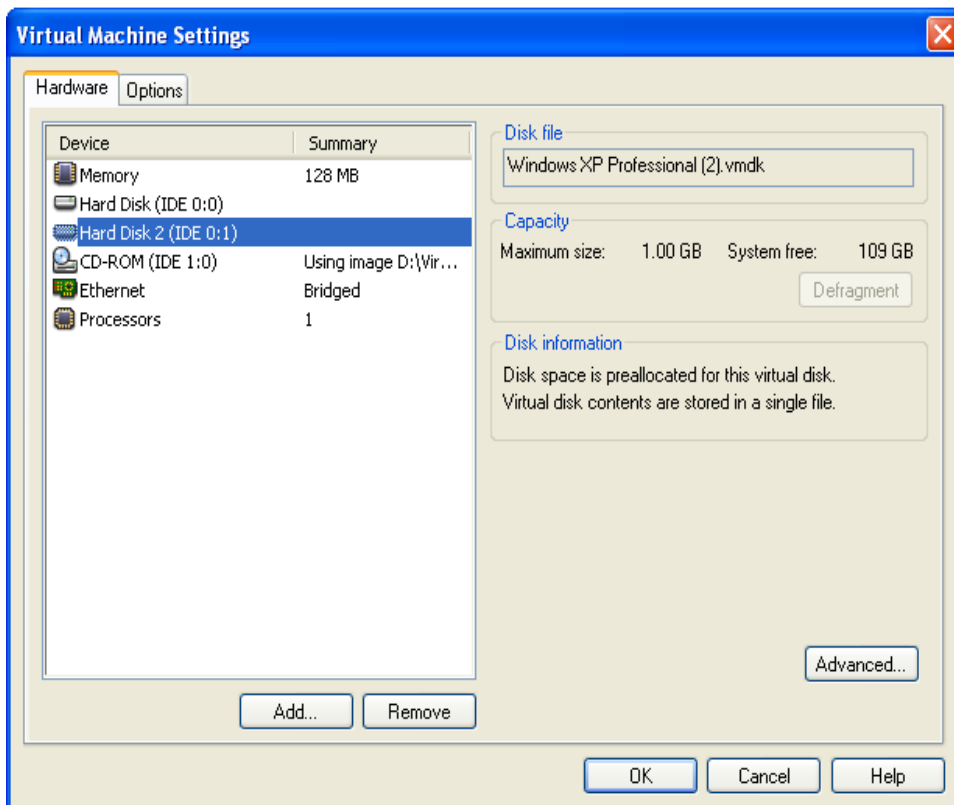 Virtual Machine Settings
Hardware Options
Device Summary
Memory 128 MB
Hard Disk (IDE 0:0)
Hard Disk 2 (IDE 0:1)
CD-ROM (IDE 1:0) Using image D:\Vir...
Ethernet Bridged
Processors 1
Add... Remove
Disk file
Windows XP Professional (2).vmdk
Capacity
Maximum size: 1.00 GB System free: 109 GB
Defragment
Disk information
Disk space is preallocated for this virtual disk.
Virtual disk contents are stored in a single file.
Advanced...
OK Cancel Help